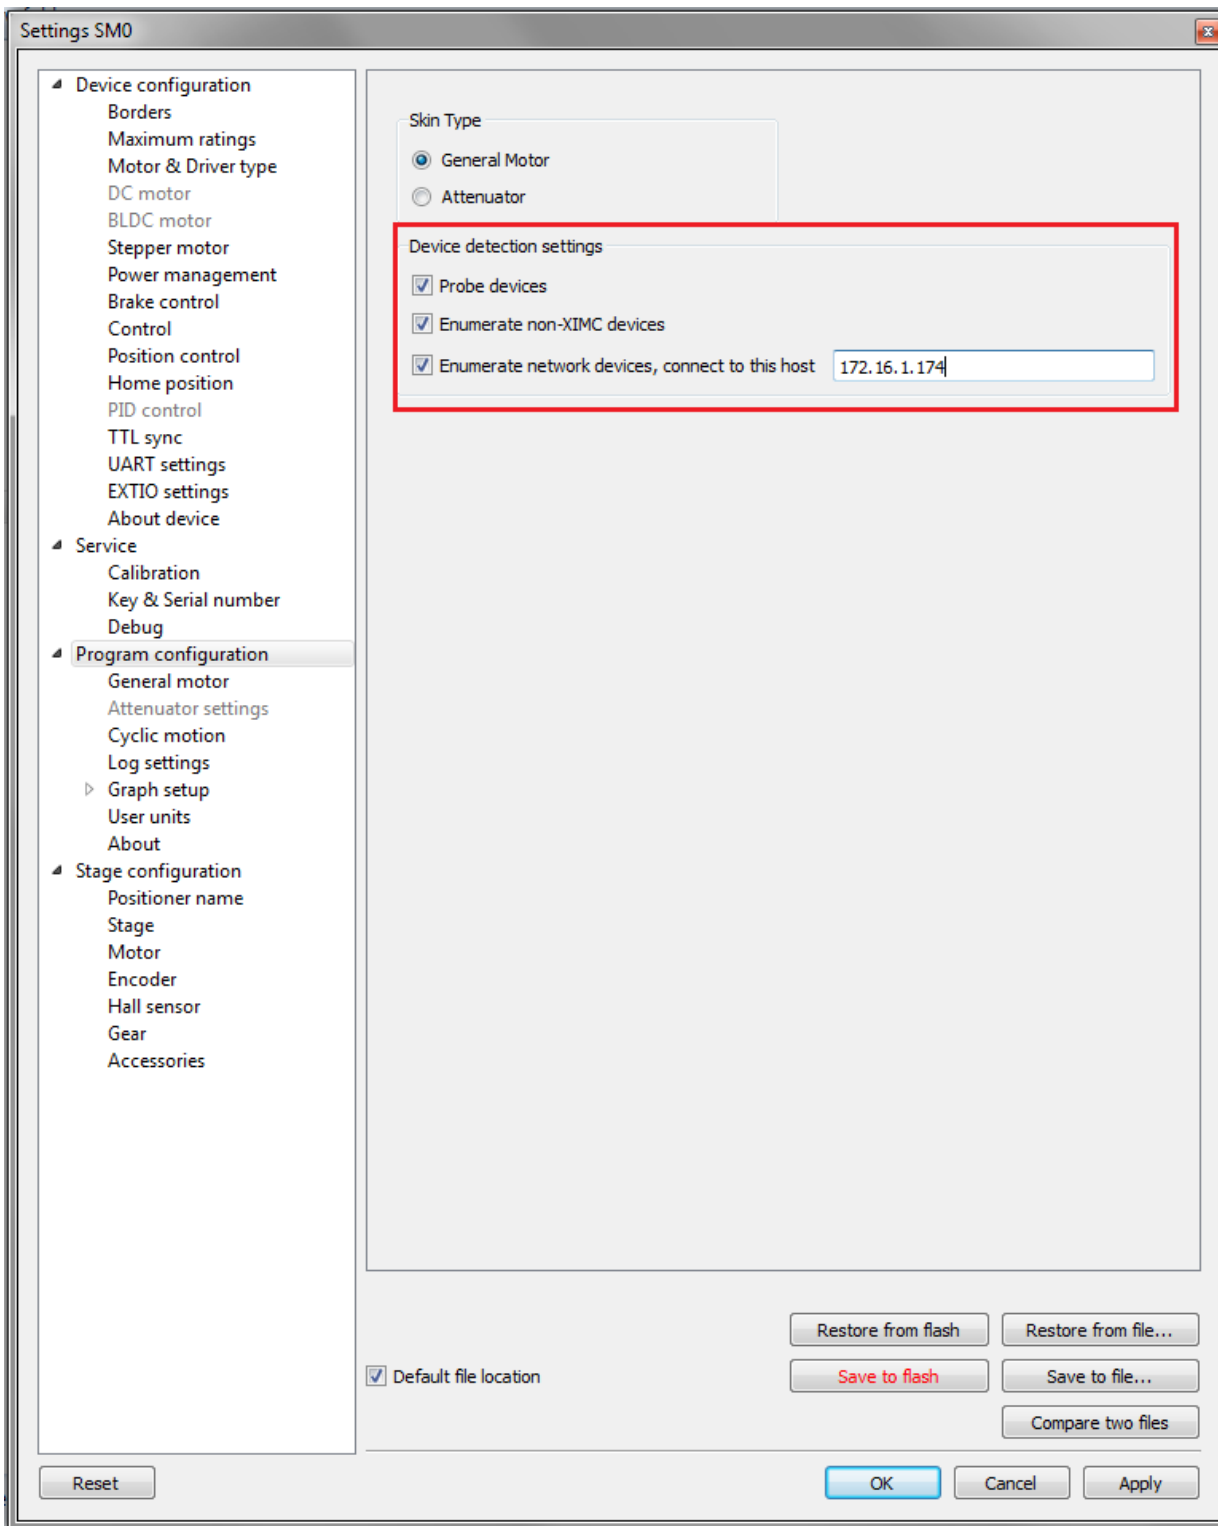 Settings SM0
Device configuration
Borders
Maximum ratings
Motor & Driver type
DC motor
BLDC motor
Stepper motor
Power management
Brake control
Control
Position control
Home position
PID control
TTL sync
UART settings
EXTIO settings
About device
Service
Calibration
Key & Serial number
Debug
Program configuration
General motor
Attenuator settings
Cyclic motion
Log settings
Graph setup
User units
About
Stage configuration
Positioner name
Stage
Motor
Encoder
Hall sensor
Gear
Accessories
Skin Type
General Motor
Attenuator
Device detection settings
Probe devices
Enumerate non-XIMC devices
Enumerate network devices, connect to this host 172.16.1.174
Restore from flash Restore from file...
Default file location Save to flash Save to file...
Compare two files
Reset OK Cancel Apply